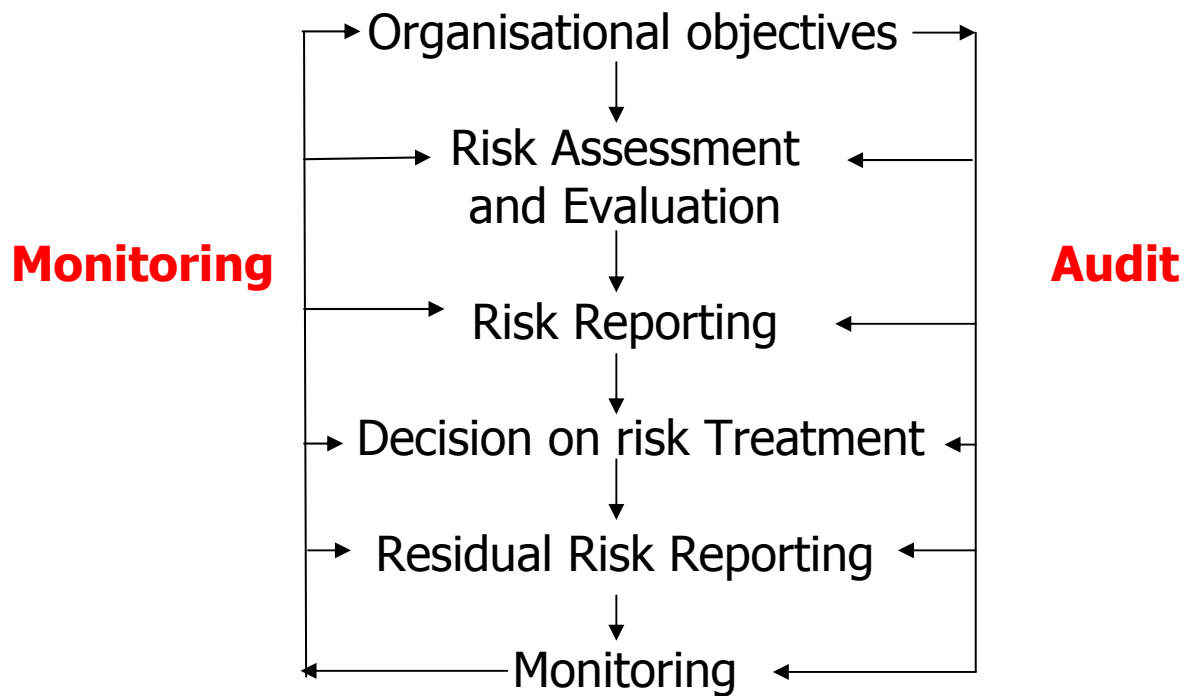 Organisational objectives
Risk Assessment
and Evaluation
Monitoring
Audit
Risk Reporting
Decision on risk Treatment
Residual Risk Reporting
Monitoring